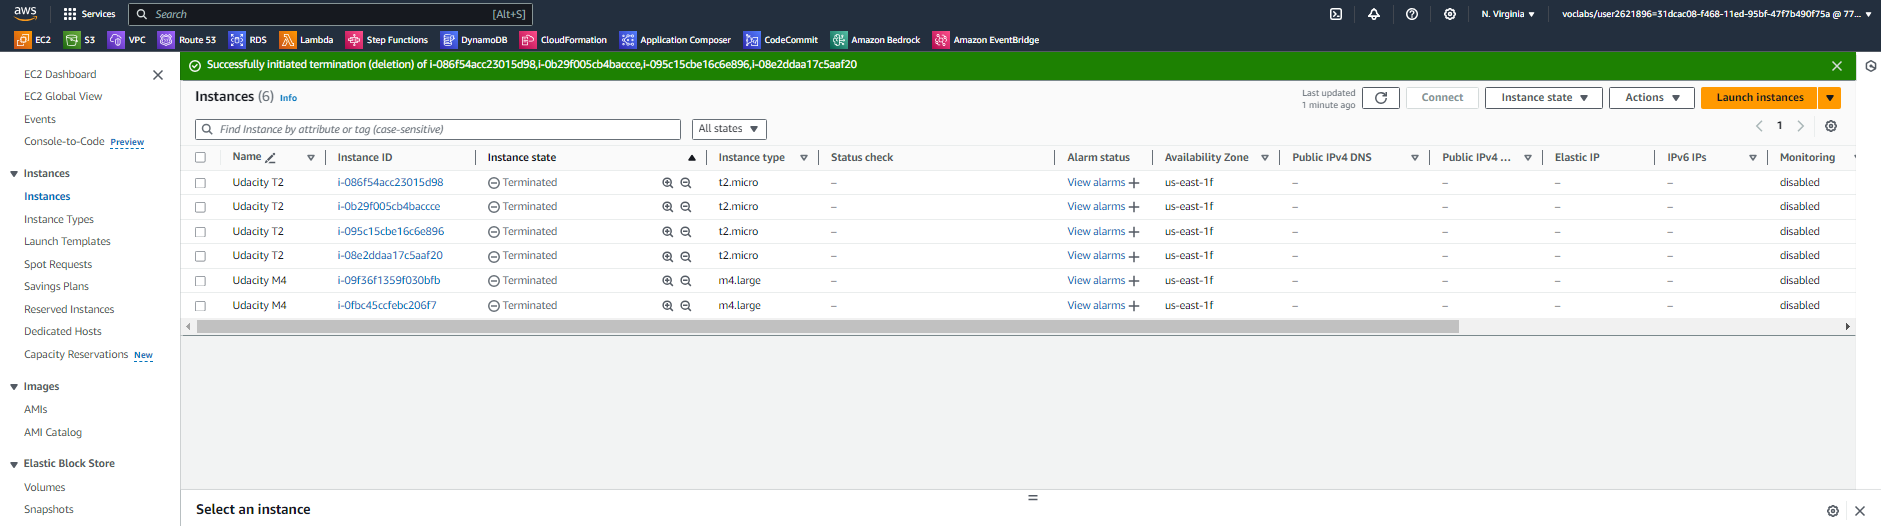 aws Services Search [Alt+S] N. Virginia voclabs/user2621896=31dcac08-f468-11ed-95bf-47f7b490f75a @ 77...
EC2 S3 VPC Route 53 RDS Lambda Step Functions DynamoDB CloudFormation Application Composer CodeCommit Amazon Bedrock Amazon EventBridge
EC2 Dashboard
EC2 Global View
Events
Console-to-Code Preview
Instances
Instances
Instance Types
Launch Templates
Spot Requests
Savings Plans
Reserved Instances
Dedicated Hosts
Capacity Reservations New
Images
AMIs
AMI Catalog
Elastic Block Store
Volumes
Snapshots
Successfully initiated termination (deletion) of i-086f54acc23015d98,i-0b29f005cb4baccce,i-095c15cbe16c6e896,i-08e2ddaa17c5aaf20
Instances (6) Info
Last updated
1 minute ago
Connect Instance state Actions Launch instances
Find Instance by attribute or tag (case-sensitive) All states 1
Name Instance ID Instance state Instance type Status check Alarm status Availability Zone Public IPv4 DNS Public IPv4 ... Elastic IP IPv6 IPs Monitoring
Udacity T2 i-086f54acc23015d98 Terminated t2.micro – View alarms + us-east-1f – – – – disabled
Udacity T2 i-0b29f005cb4baccce Terminated t2.micro – View alarms + us-east-1f – – – – disabled
Udacity T2 i-095c15cbe16c6e896 Terminated t2.micro – View alarms + us-east-1f – – – – disabled
Udacity T2 i-08e2ddaa17c5aaf20 Terminated t2.micro – View alarms + us-east-1f – – – – disabled
Udacity M4 i-09f36f1359f030bfb Terminated m4.large – View alarms + us-east-1f – – – – disabled
Udacity M4 i-0fbc45ccfebc206f7 Terminated m4.large – View alarms + us-east-1f – – – – disabled
Select an instance